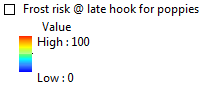 Frost risk @ late hook for poppies
Value
High : 100
Low : 0